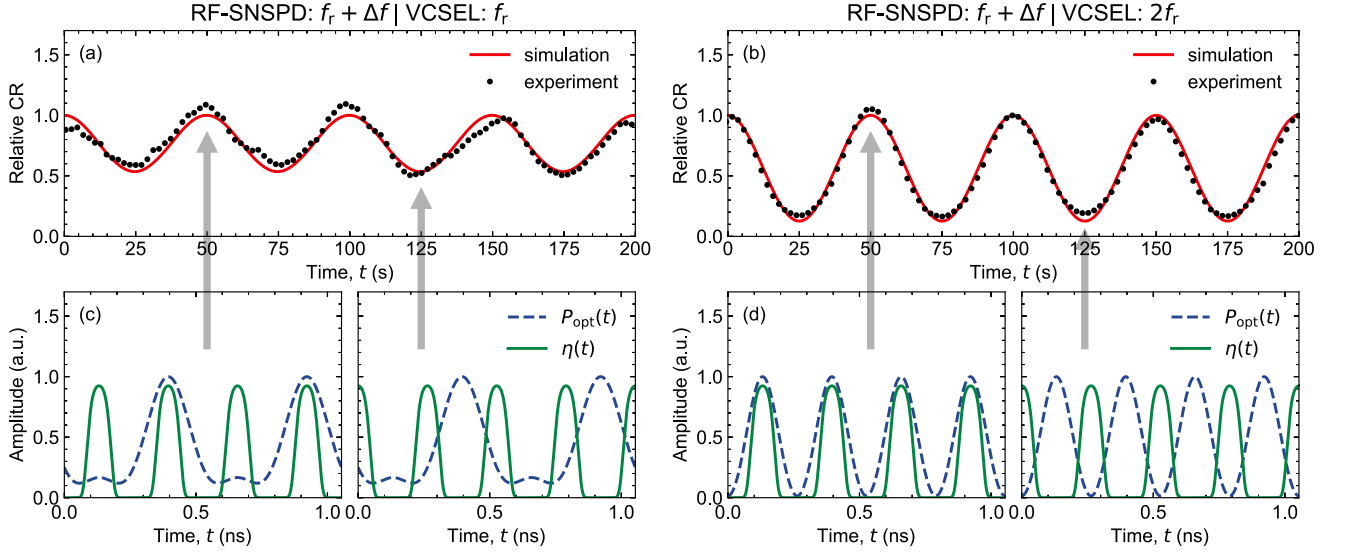 RF-SNSPD: fr + Δf | VCSEL: fr
RF-SNSPD: fr + Δf | VCSEL: 2fr
(a)
simulation
experiment
Relative CR
1.5
1.0
0.5
0.0
0 25 50 75 100 125 150 175 200
Time, t (s)
(b)
simulation
experiment
Relative CR
1.5
1.0
0.5
0.0
0 25 50 75 100 125 150 175 200
Time, t (s)
(c)
Amplitude (a.u.)
1.5
1.0
0.5
0.0
0.0 0.5 1.0
Time, t (ns)
Popt(t)
η(t)
0.0 0.5 1.0
Time, t (ns)
(d)
Amplitude (a.u.)
1.5
1.0
0.5
0.0
0.0 0.5 1.0
Time, t (ns)
Popt(t)
η(t)
0.0 0.5 1.0
Time, t (ns)